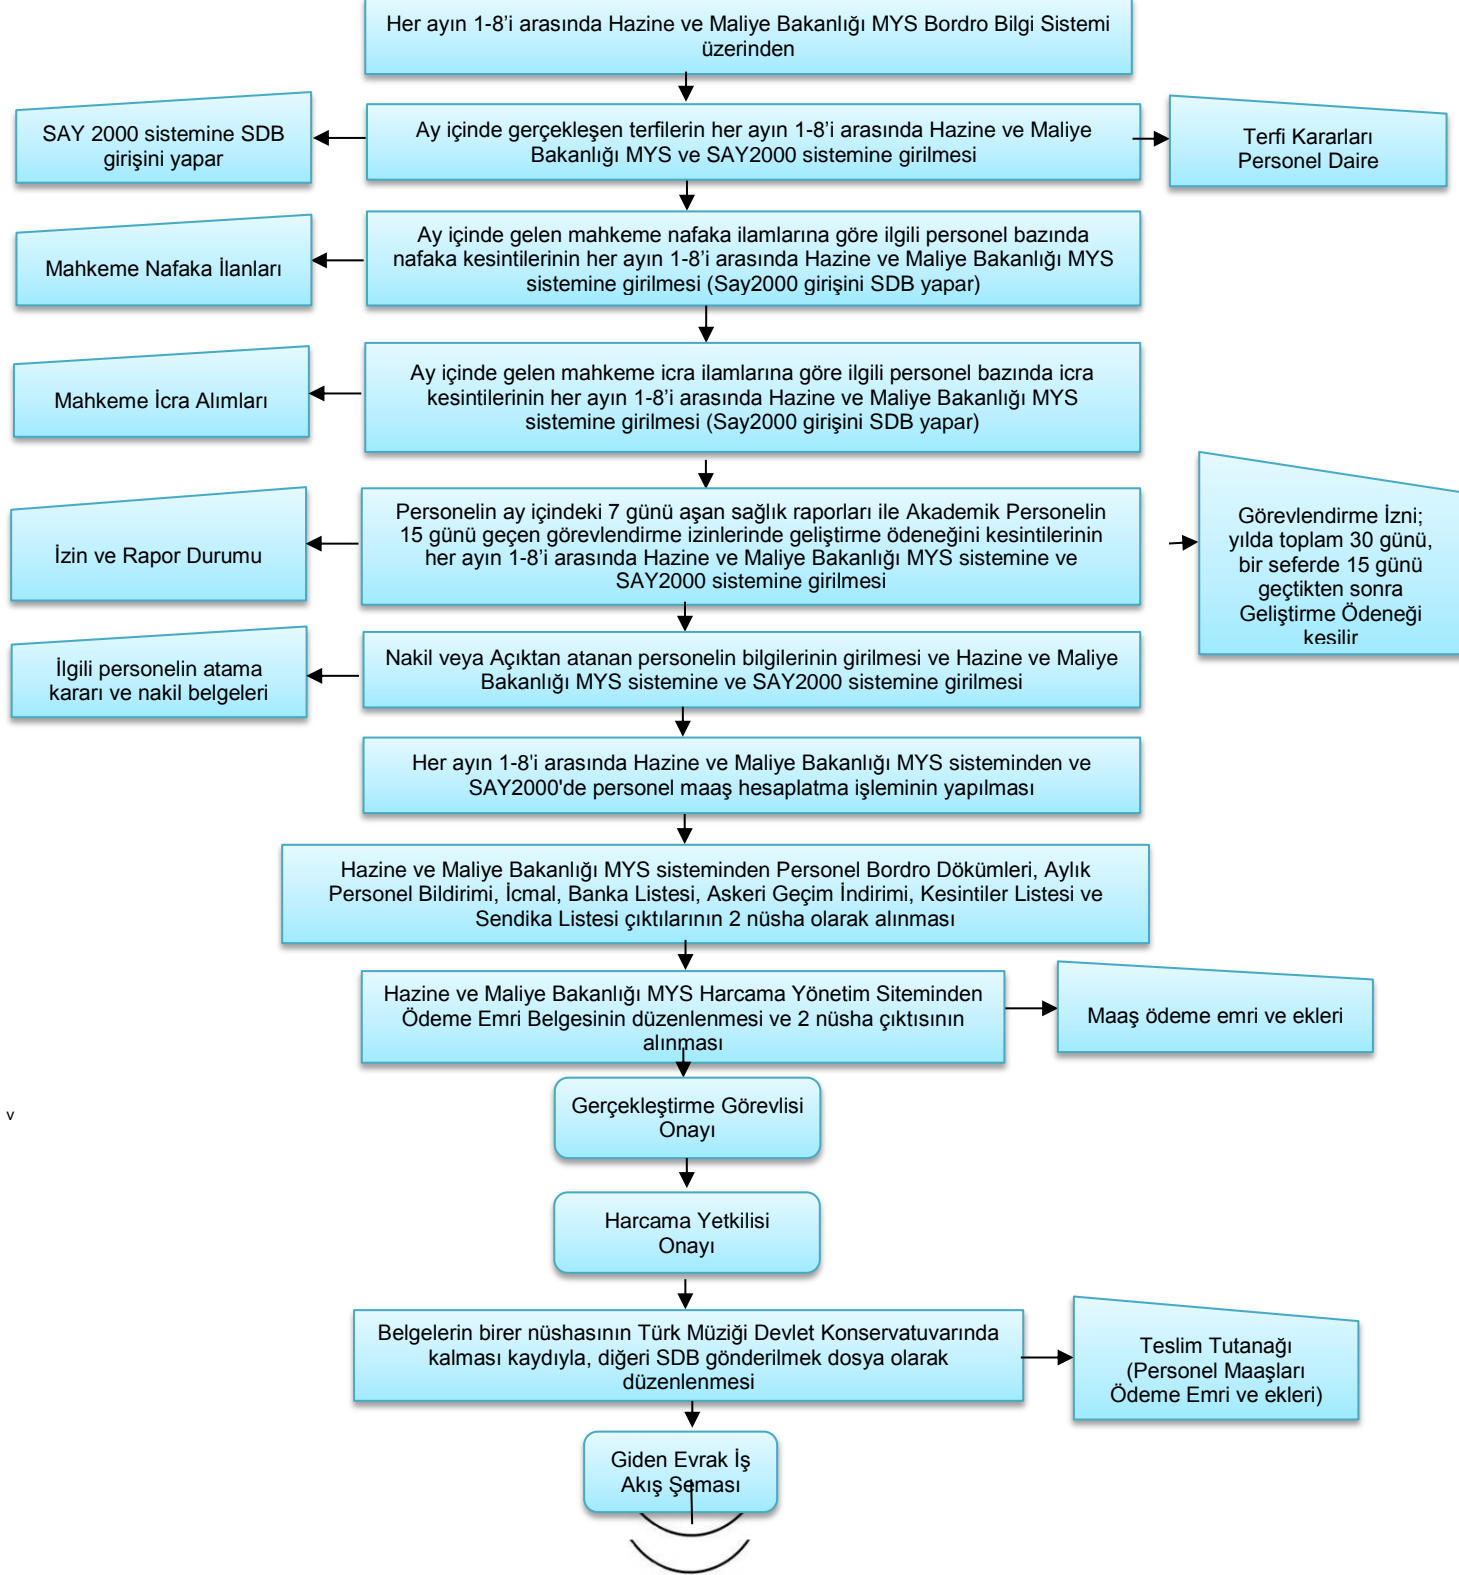 Her ayın 1-8’i arasında Hazine ve Maliye Bakanlığı MYS Bordro Bilgi Sistemi
üzerinden
SAY 2000 sistemine SDB
girişini yapar
Ay içinde gerçekleşen terfilerin her ayın 1-8’i arasında Hazine ve Maliye
Bakanlığı MYS ve SAY2000 sistemine girilmesi
Terfi Kararları
Personel Daire
Mahkeme Nafaka İlanları
Ay içinde gelen mahkeme nafaka ilamlarına göre ilgili personel bazında
nafaka kesintilerinin her ayın 1-8’i arasında Hazine ve Maliye Bakanlığı MYS
sistemine girilmesi (Say2000 girişini SDB yapar)
Mahkeme İcra Alımları
Ay içinde gelen mahkeme icra ilamlarına göre ilgili personel bazında icra
kesintilerinin her ayın 1-8’i arasında Hazine ve Maliye Bakanlığı MYS
sistemine girilmesi (Say2000 girişini SDB yapar)
İzin ve Rapor Durumu
Personelin ay içindeki 7 günü aşan sağlık raporları ile Akademik Personelin
15 günü geçen görevlendirme izinlerinde geliştirme ödeneğini kesintilerinin
her ayın 1-8’i arasında Hazine ve Maliye Bakanlığı MYS sistemine ve
SAY2000 sistemine girilmesi
Görevlendirme İzni;
yılda toplam 30 günü,
bir seferde 15 günü
geçtikten sonra
Geliştirme Ödeneği
kesilir
İlgili personelin atama
kararı ve nakil belgeleri
Nakil veya Açıktan atanan personelin bilgilerinin girilmesi ve Hazine ve Maliye
Bakanlığı MYS sistemine ve SAY2000 sistemine girilmesi
Her ayın 1-8'i arasında Hazine ve Maliye Bakanlığı MYS sisteminden ve
SAY2000'de personel maaş hesaplatma işleminin yapılması
Hazine ve Maliye Bakanlığı MYS sisteminden Personel Bordro Dökümleri, Aylık
Personel Bildirimi, İcmal, Banka Listesi, Askeri Geçim İndirimi, Kesintiler Listesi ve
Sendika Listesi çıktılarının 2 nüsha olarak alınması
Hazine ve Maliye Bakanlığı MYS Harcama Yönetim Siteminden
Ödeme Emri Belgesinin düzenlenmesi ve 2 nüsha çıktısının
alınması
Maaş ödeme emri ve ekleri
Gerçekleştirme Görevlisi
Onayı
v
Harcama Yetkilisi
Onayı
Belgelerin birer nüshasının Türk Müziği Devlet Konservatuvarında
kalması kaydıyla, diğeri SDB gönderilmek dosya olarak
düzenlenmesi
Teslim Tutanağı
(Personel Maaşları
Ödeme Emri ve ekleri)
Giden Evrak İş
Akış Şeması